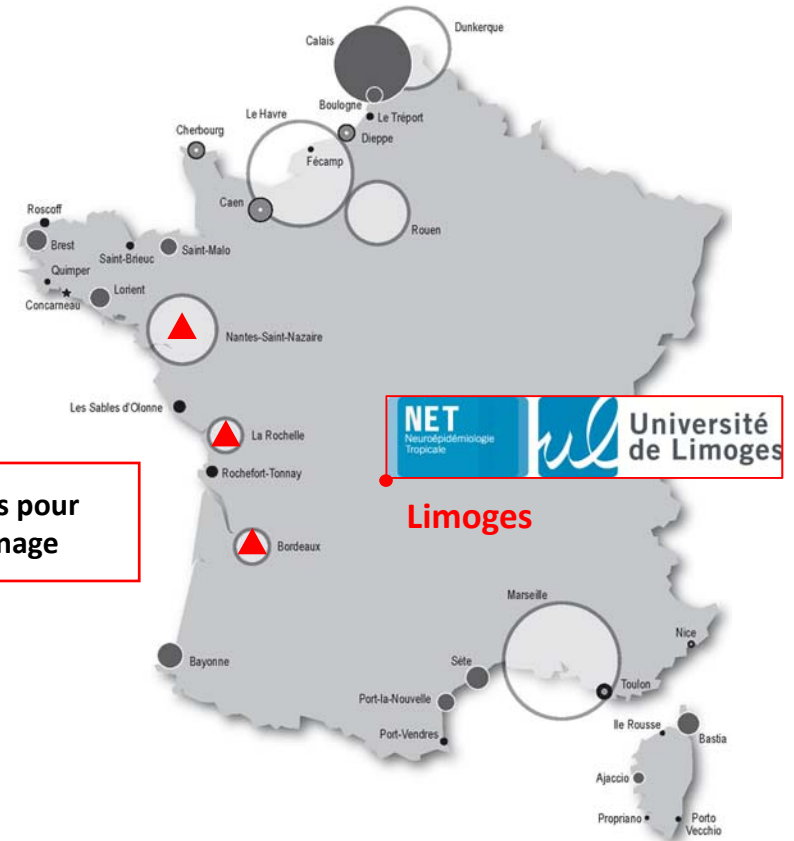 Dunkerque
Calais
Boulogne
Le Tréport
Le Havre
Dieppe
Cherbourg
Fécamp
Caen
Rouen
Roscoff
Brest
Saint-Brieuc
Saint-Malo
Quimper
Lorient
Concarneau
Nantes-Saint-Nazaire
Les Sables d'Olonne
NET
Neuroépidémiologie
Tropicale
ul
Université
de Limoges
La Rochelle
Rochefort-Tonnay
Limoges
s pour
nage
Bordeaux
Marseille
Nice
Bayonne
Sète
Toulon
Port-la-Nouvelle
Port-Vendres
Ile Rousse
Bastia
Ajaccio
Propriano
Porto
Vecchio